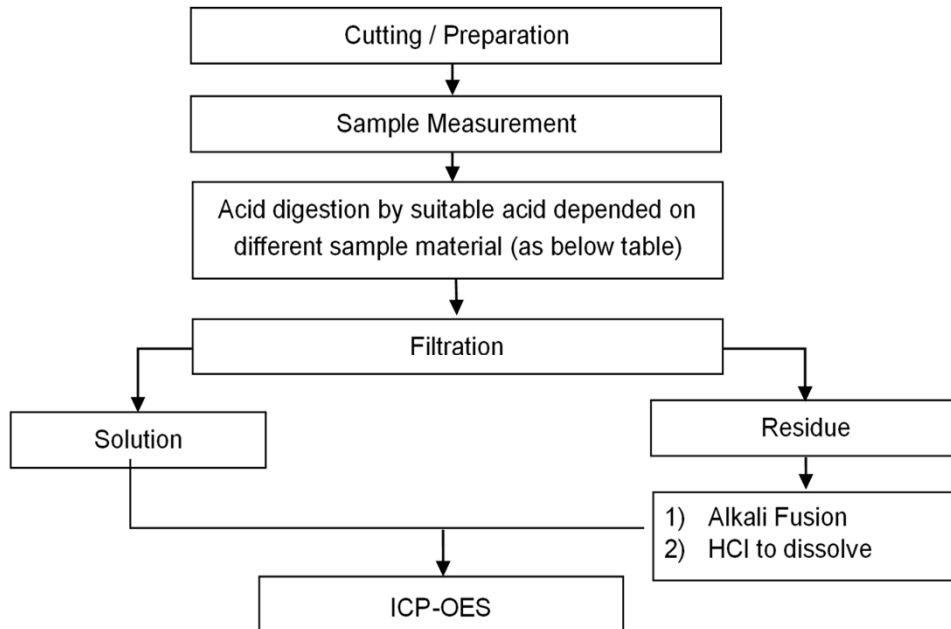 Cutting / Preparation
Sample Measurement
Acid digestion by suitable acid depended on
different sample material (as below table)
Filtration
Solution
Residue
1) Alkali Fusion
2) HCl to dissolve
ICP-OES